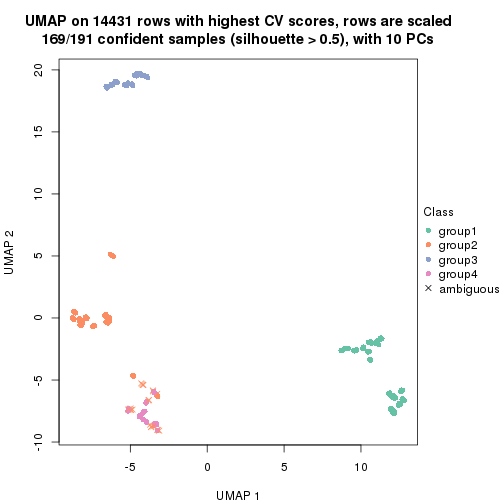 UMAP on 14431 rows with highest CV scores, rows are scaled
169/191 confident samples (silhouette > 0.5), with 10 PCs
20
15
10
5
0
-5
-10
UMAP 2
-5
0
5
10
UMAP 1
Class
group1
group2
group3
group4
ambiguous